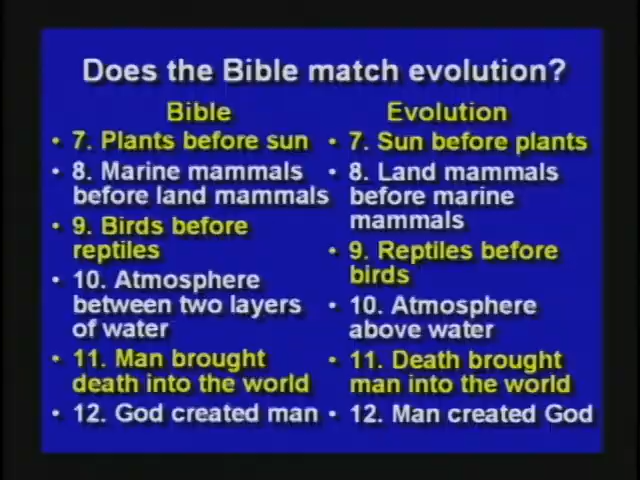 Does the Bible match evolution?
Bible
• 7. Plants before sun
• 8. Marine mammals
before land mammals
• 9. Birds before
reptiles
• 10. Atmosphere
between two layers
of water
• 11. Man brought
death into the world
• 12. God created man
Evolution
• 7. Sun before plants
• 8. Land mammals
before marine
mammals
• 9. Reptiles before
birds
• 10. Atmosphere
above water
• 11. Death brought
man into the world
• 12. Man created God